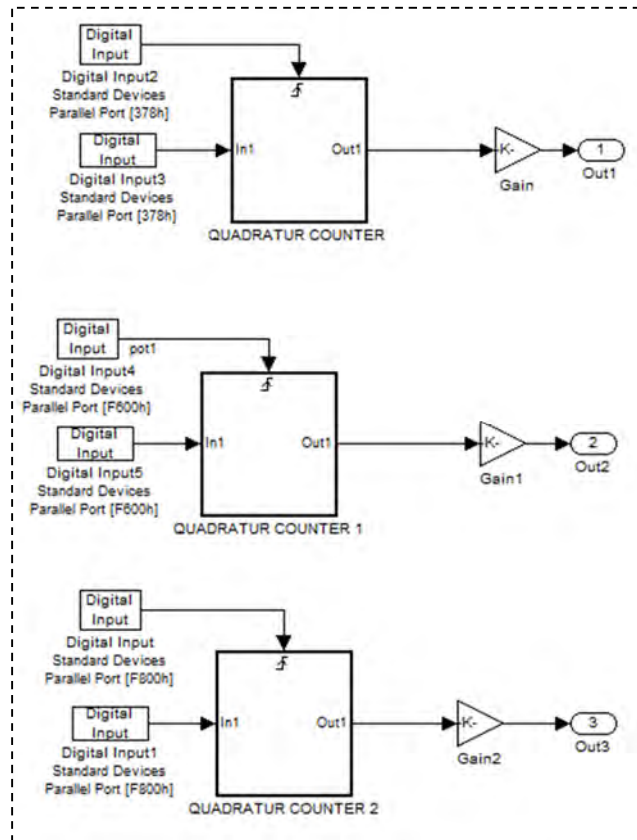 Digital
Input
Digital Input2
Standard Devices
Parallel Port [378h]
Digital
Input
Digital Input3
Standard Devices
Parallel Port [378h]
In1
Out1
QUADRATUR COUNTER
K-
Gain
1
Out1
Digital
Input
pot1
Digital Input4
Standard Devices
Parallel Port [F600h]
Digital
Input
Digital Input5
Standard Devices
Parallel Port [F600h]
In1
Out1
QUADRATUR COUNTER 1
K-
Gain1
2
Out2
Digital
Input
Digital Input
Standard Devices
Parallel Port [F800h]
Digital
Input
Digital Input1
Standard Devices
Parallel Port [F800h]
In1
Out1
QUADRATUR COUNTER 2
K-
Gain2
3
Out3